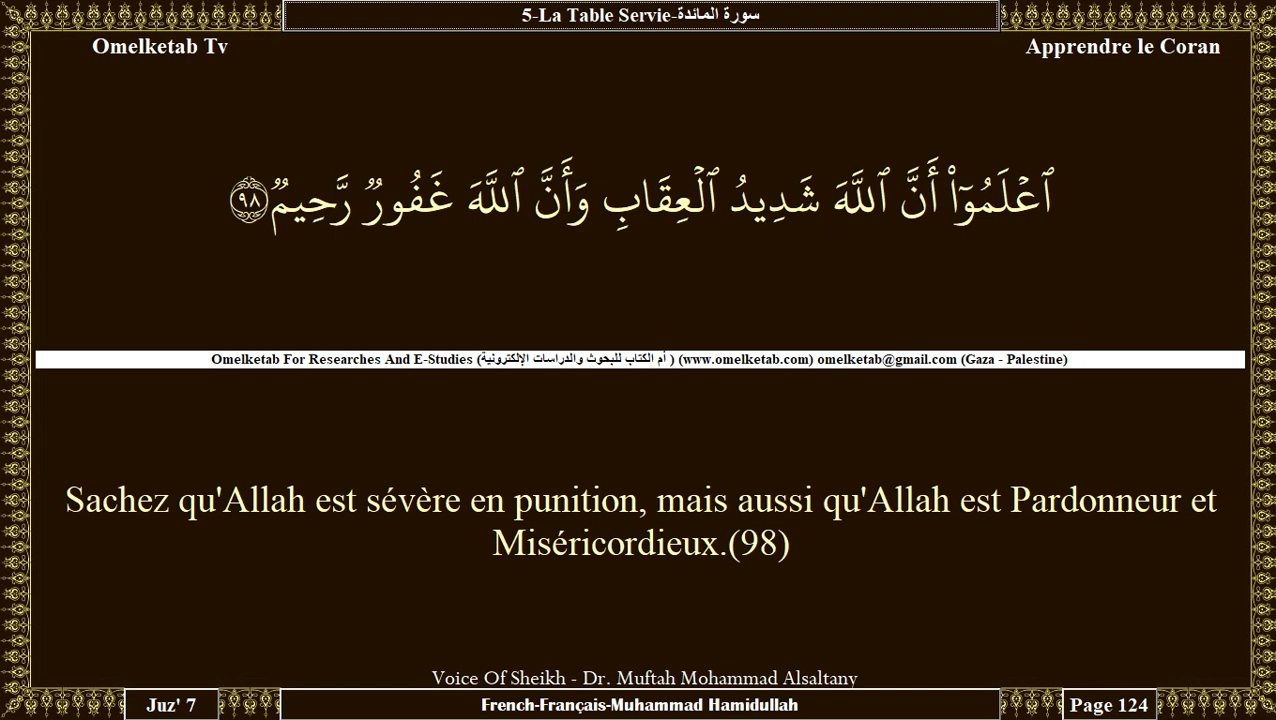 5-La Table Servie-سورة المائدة
Omelketab Tv
Apprendre le Coran
ٱعۡلَمُوٓاْ أَنَّ ٱللَّهَ شَدِيدُ ٱلۡعِقَابِ وَأَنَّ ٱللَّهَ غَفُورٞ رَّحِيمٞ ٩٨
Omelketab For Researches And E-Studies (أم الكتاب للبحوث والدراسات الإلكترونية ) (www.omelketab.com) omelketab@gmail.com (Gaza - Palestine)
Sachez qu'Allah est sévère en punition, mais aussi qu'Allah est Pardonneur et
Miséricordieux.(98)
Voice Of Sheikh - Dr. Muftah Mohammad Alsaltany
Juz' 7
French-Français-Muhammad Hamidullah
Page 124